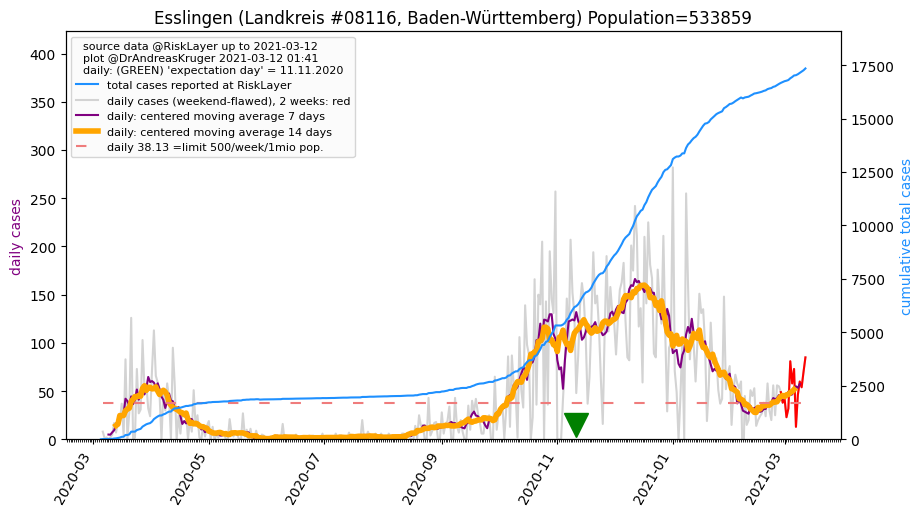 Esslingen (Landkreis #08116, Baden-Württemberg) Population=533859
source data @RiskLayer up to 2021-03-12
plot @DrAndreasKruger 2021-03-12 01:41
daily: (GREEN) 'expectation day' = 11.11.2020
total cases reported at RiskLayer
daily cases (weekend-flawed), 2 weeks: red
daily: centered moving average 7 days
daily: centered moving average 14 days
daily 38.13 =limit 500/week/1mio pop.
daily cases
400
350
300
250
200
150
100
50
0
cumulative total cases
17500
15000
12500
10000
7500
5000
2500
0
2020-03
2020-05
2020-07
2020-09
2020-11
2021-01
2021-03